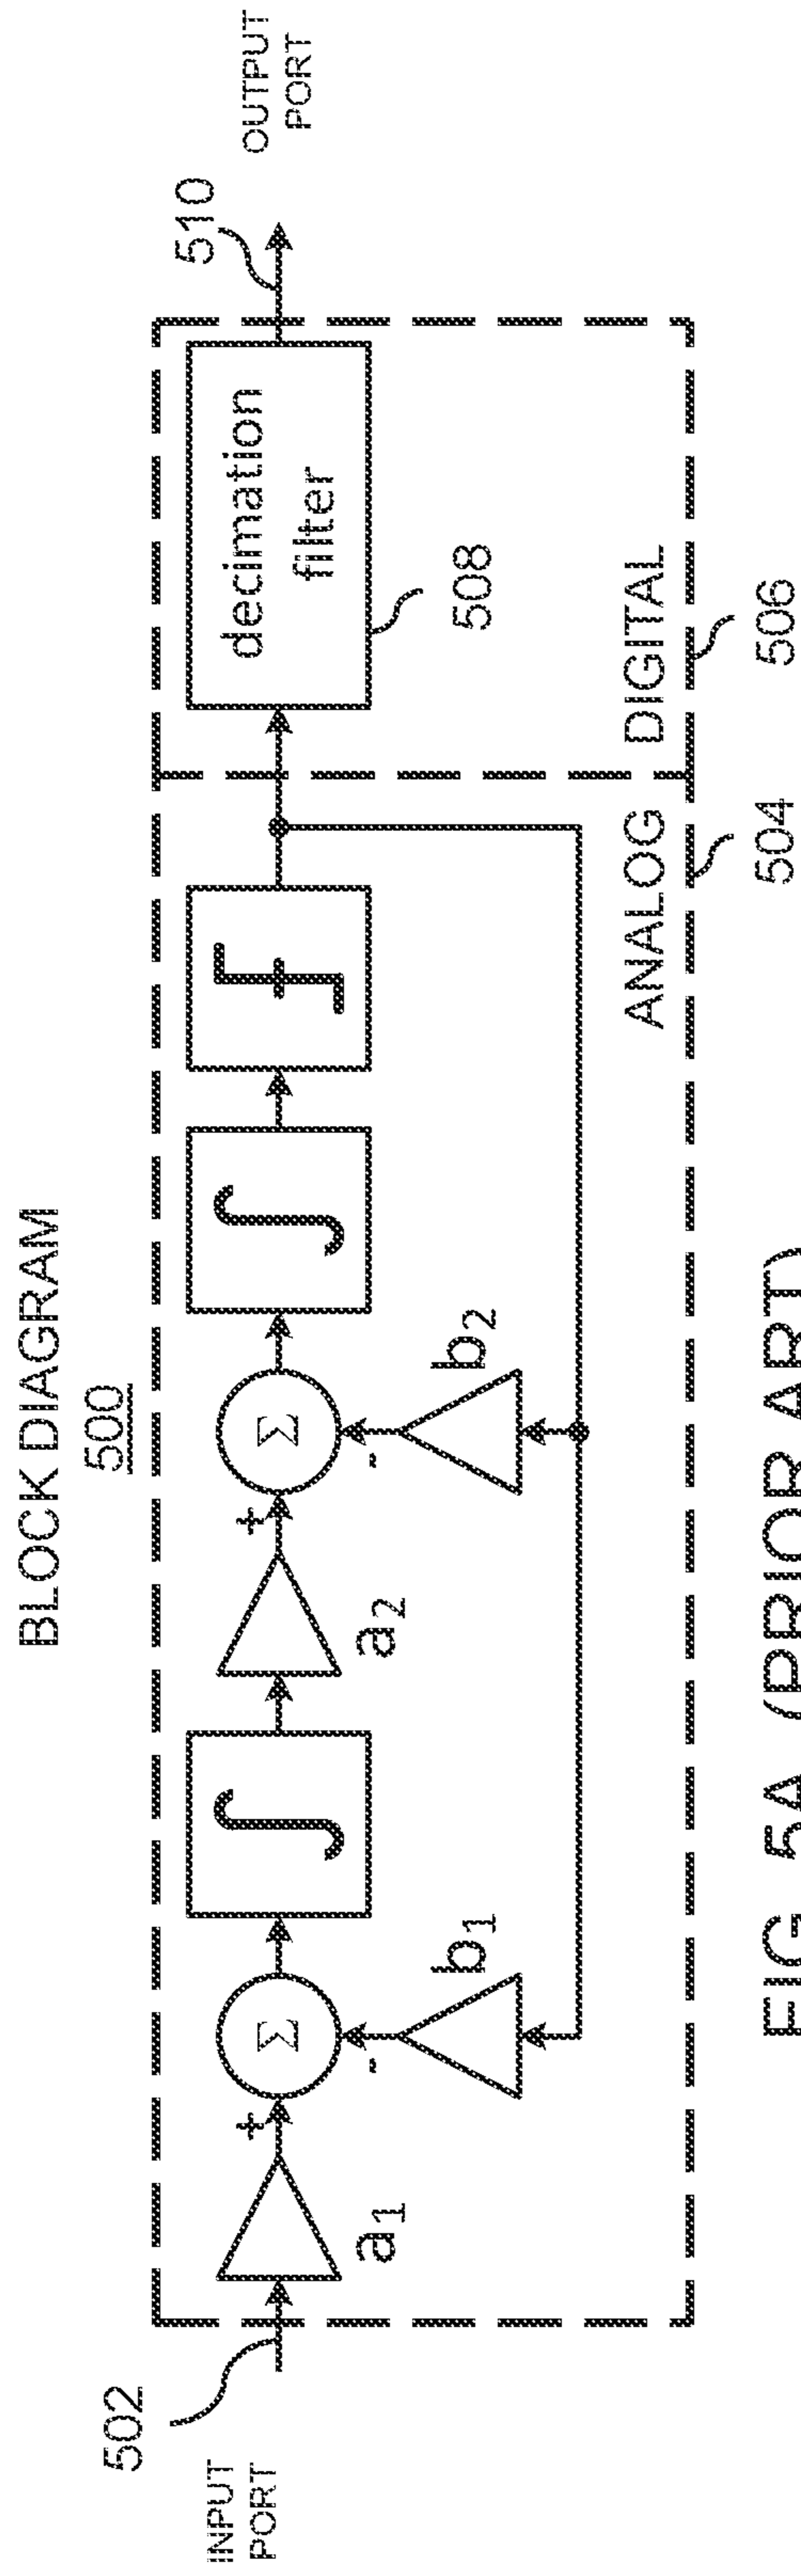 BLOCK DIAGRAM
500
INPUT
PORT
502
a1
+
Σ
-
b1
∫
a2
+
Σ
-
b2
∫
decimation
filter
508
ANALOG
504
DIGITAL
506
510
OUTPUT
PORT
FIG. 5A (PRIOR ART)